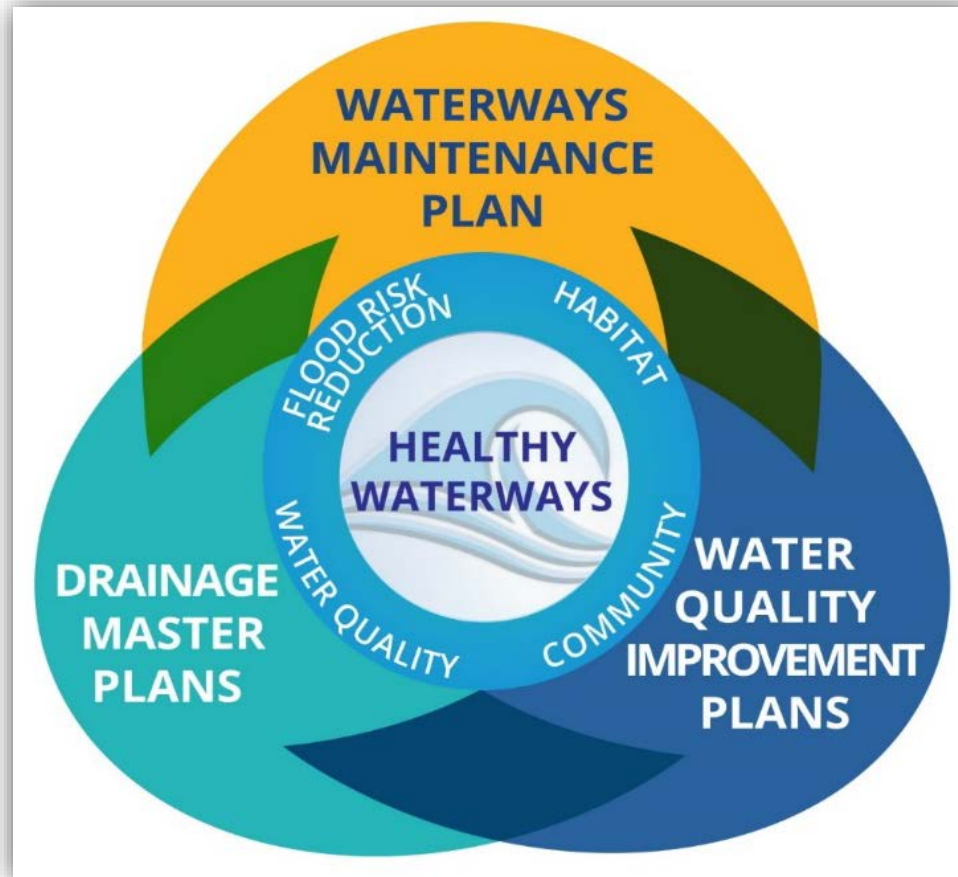 WATERWAYS
MAINTENANCE
PLAN
FLOOD RISK
REDUCTION
HABITAT
HEALTHY
WATERWAYS
WATER QUALITY
COMMUNITY
DRAINAGE
MASTER
PLANS
WATER
QUALITY
IMPROVEMENT
PLANS